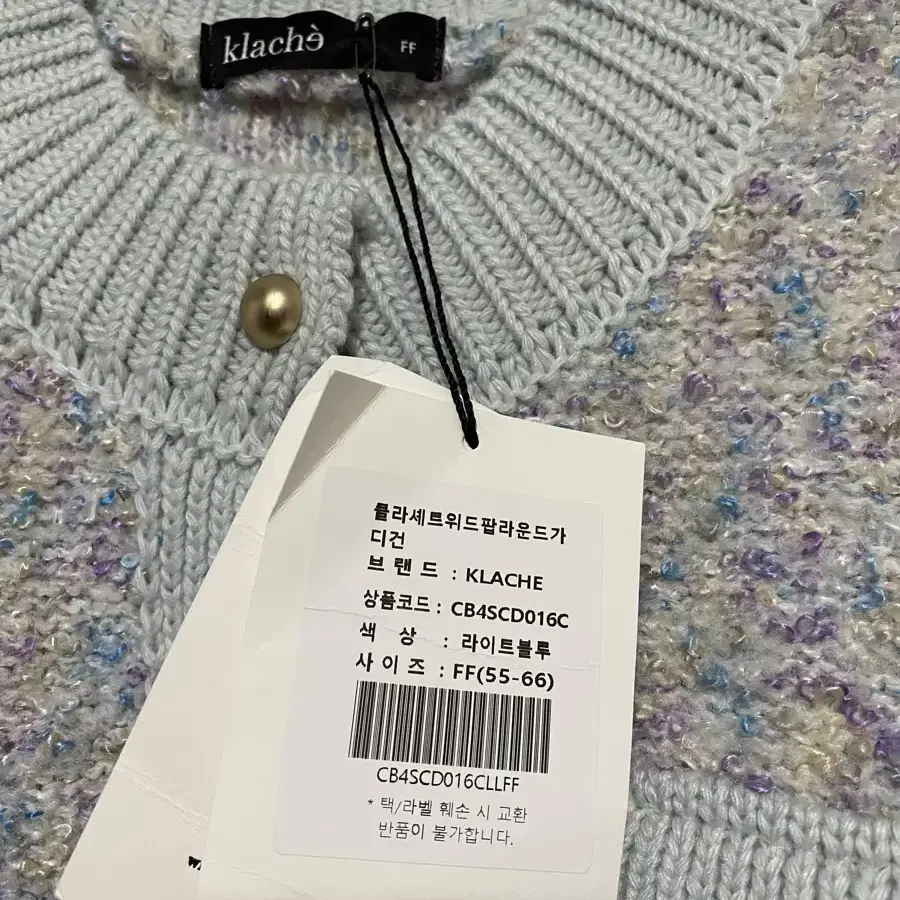 klachè
FF
클라셰트위드팝라운드가
디건
브 랜 드 : KLACHE
상품코드 : CB4SCD016C
색 상 : 라이트블루
사 이 즈 : FF(55-66)
CB4SCD016CLLFF
* 택/라벨 훼손 시 교환
반품이 불가합니다.